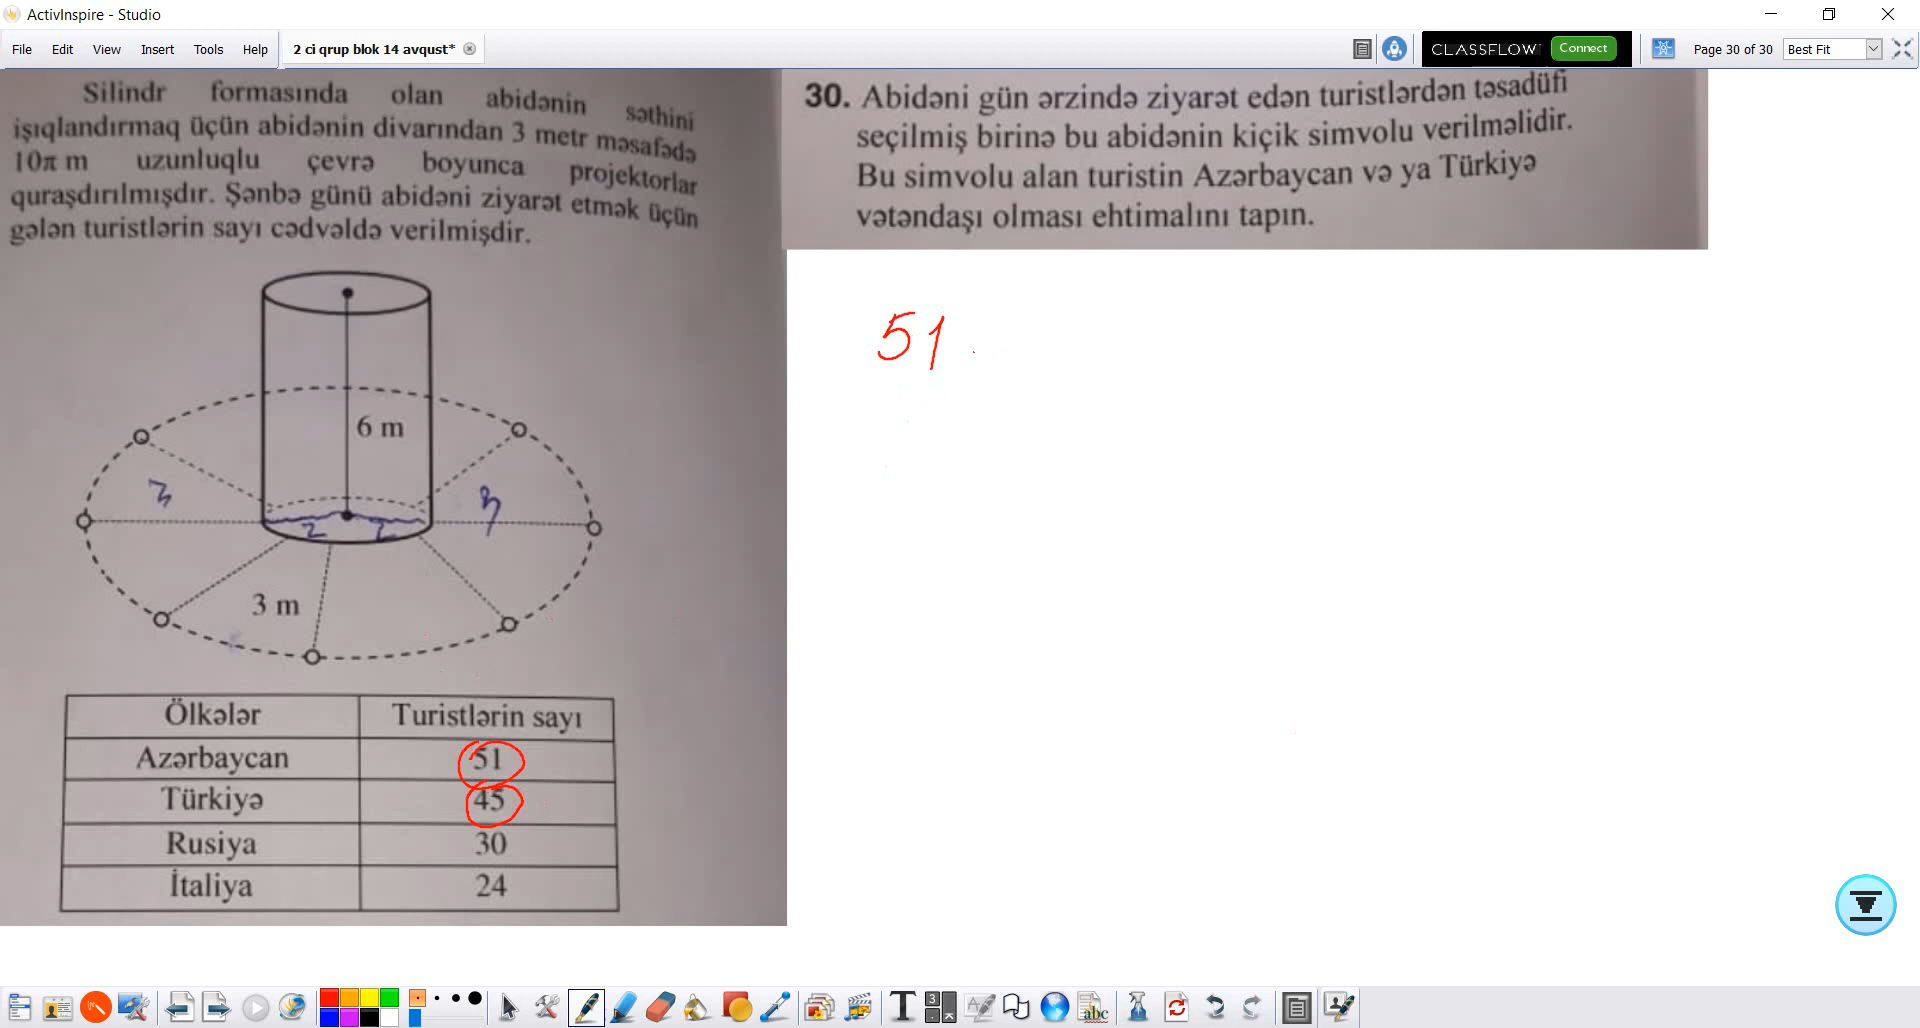 ActivInspire - Studio
File Edit View Insert Tools Help 2 ci qrup blok 14 avqust* CLASSFLOW Connect Page 30 of 30 Best Fit
Silindr formasında olan abidənin səthini
işıqlandırmaq üçün abidənin divarından 3 metr məsafədə
10π m uzunluqlu çevrə boyunca projektorlar
quraşdırılmışdır. Şənbə günü abidəni ziyarət etmək üçün
gələn turistlərin sayı cədvəldə verilmişdir.
6 m
3
3
2 2
3 m
Ölkələr Turistlərin sayı
Azərbaycan 51
Türkiyə 45
Rusiya 30
İtaliya 24
30. Abidəni gün ərzində ziyarət edən turistlərdən təsadüfi
seçilmiş birinə bu abidənin kiçik simvolu verilməlidir.
Bu simvolu alan turistin Azərbaycan və ya Türkiyə
vətəndaşı olması ehtimalını tapın.
51